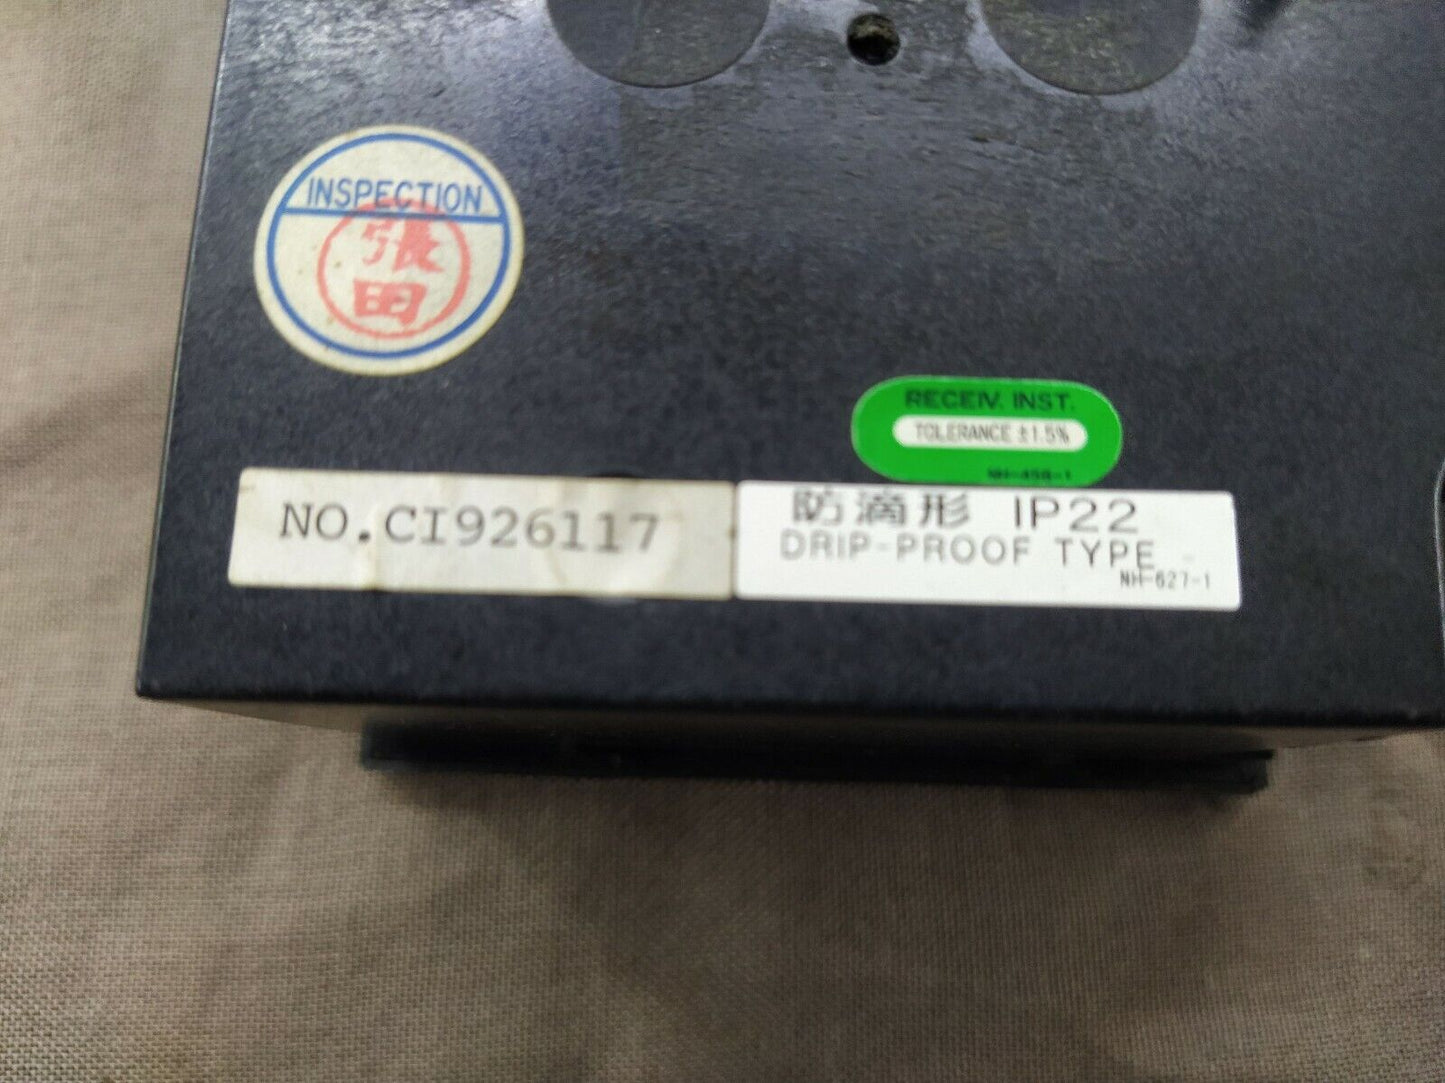 INSPECTION
張
田
RECEIV. INST.
TOLERANCE ±1.5%
NH-458-1
NO.CI926117
防滴形 IP22
DRIP-PROOF TYPE
NH-627-1